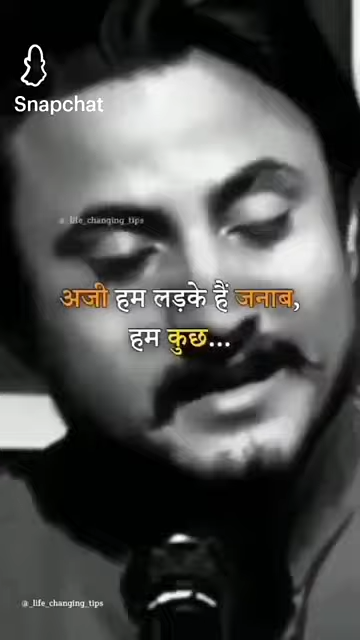 Snapchat
@_life_changing_tips
अजी हम लड़के हैं जनाब,
हम कुछ...
@_life_changing_tips